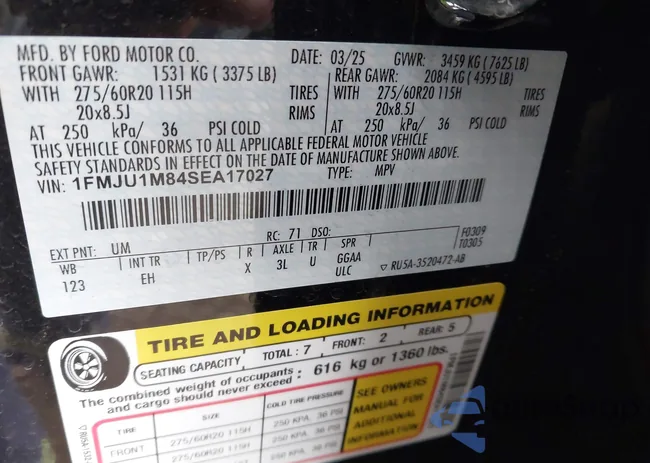 MFD. BY FORD MOTOR CO. DATE: 03/25 GVWR: 3459 KG (7625 LB)
FRONT GAWR: 1531 KG (3375 LB) REAR GAWR: 2084 KG (4595 LB)
WITH 275/60R20 115H TIRES WITH 275/60R20 115H TIRES
20x8.5J RIMS 20x8.5J RIMS
AT 250 kPa/ 36 PSI COLD AT 250 kPa/ 36 PSI COLD
THIS VEHICLE CONFORMS TO ALL APPLICABLE FEDERAL MOTOR VEHICLE
SAFETY STANDARDS IN EFFECT ON THE DATE OF MANUFACTURE SHOWN ABOVE.
VIN: 1FMJU1M84SEA17027 TYPE: MPV
EXT PNT: UM RC: 71 DSO: F0309
WB INT TR TP/PS R AXLE TR SPR T0305
123 EH X 3L U GGAA
ULC ▽ RU5A-3520472-AB
TIRE AND LOADING INFORMATION
SEATING CAPACITY TOTAL: 7 FRONT: 2 REAR: 5
The combined weight of occupants and cargo should never exceed: 616 kg or 1360 lbs.
TIRE SIZE COLD TIRE PRESSURE
FRONT 275/60R20 115H 250 KPA, 36 PSI
SEE OWNERS
MANUAL FOR
ADDITIONAL
INFORMATION